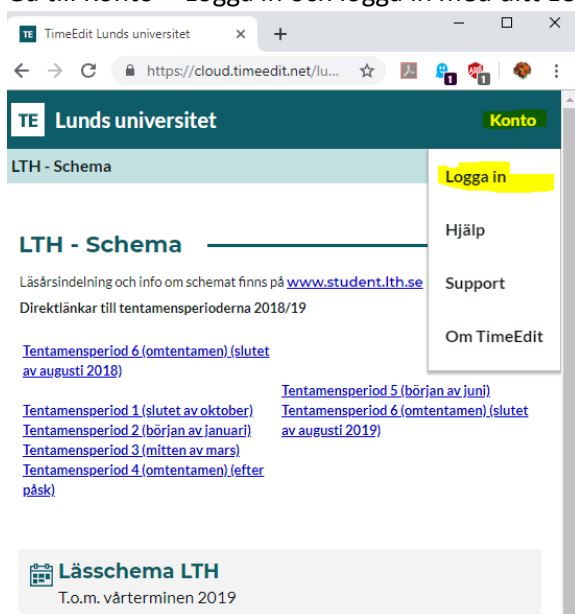 TE TimeEdit Lunds universitet
https://cloud.timeedit.net/lu...
1
1
TE Lunds universitet
Konto
LTH - Schema
Logga in
Hjälp
Support
Om TimeEdit
LTH - Schema
Läsårsindelning och info om schemat finns på www.student.lth.se
Direktlänkar till tentamensperioderna 2018/19
Tentamensperiod 6 (omtentamen) (slutet
av augusti 2018)
Tentamensperiod 1 (slutet av oktober)
Tentamensperiod 2 (början av januari)
Tentamensperiod 3 (mitten av mars)
Tentamensperiod 4 (omtentamen) (efter
påsk)
Tentamensperiod 5 (början av juni)
Tentamensperiod 6 (omtentamen) (slutet
av augusti 2019)
Lässchema LTH
T.o.m. vårterminen 2019